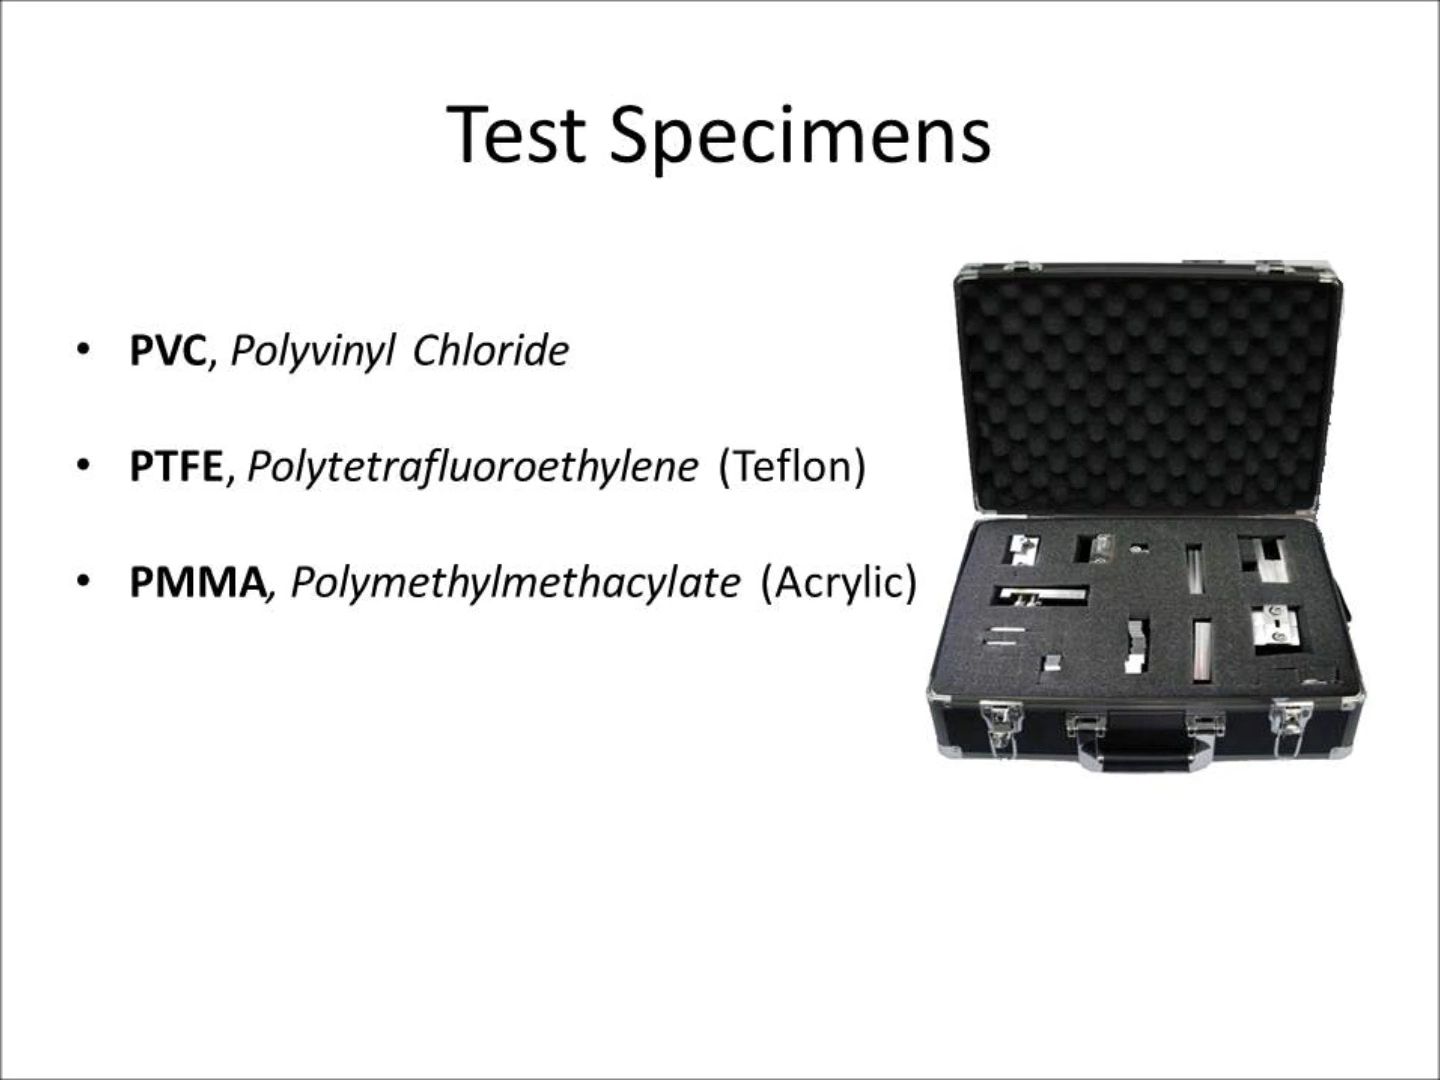 Test Specimens
• PVC, Polyvinyl Chloride
• PTFE, Polytetrafluoroethylene (Teflon)
• PMMA, Polymethylmethacylate (Acrylic)